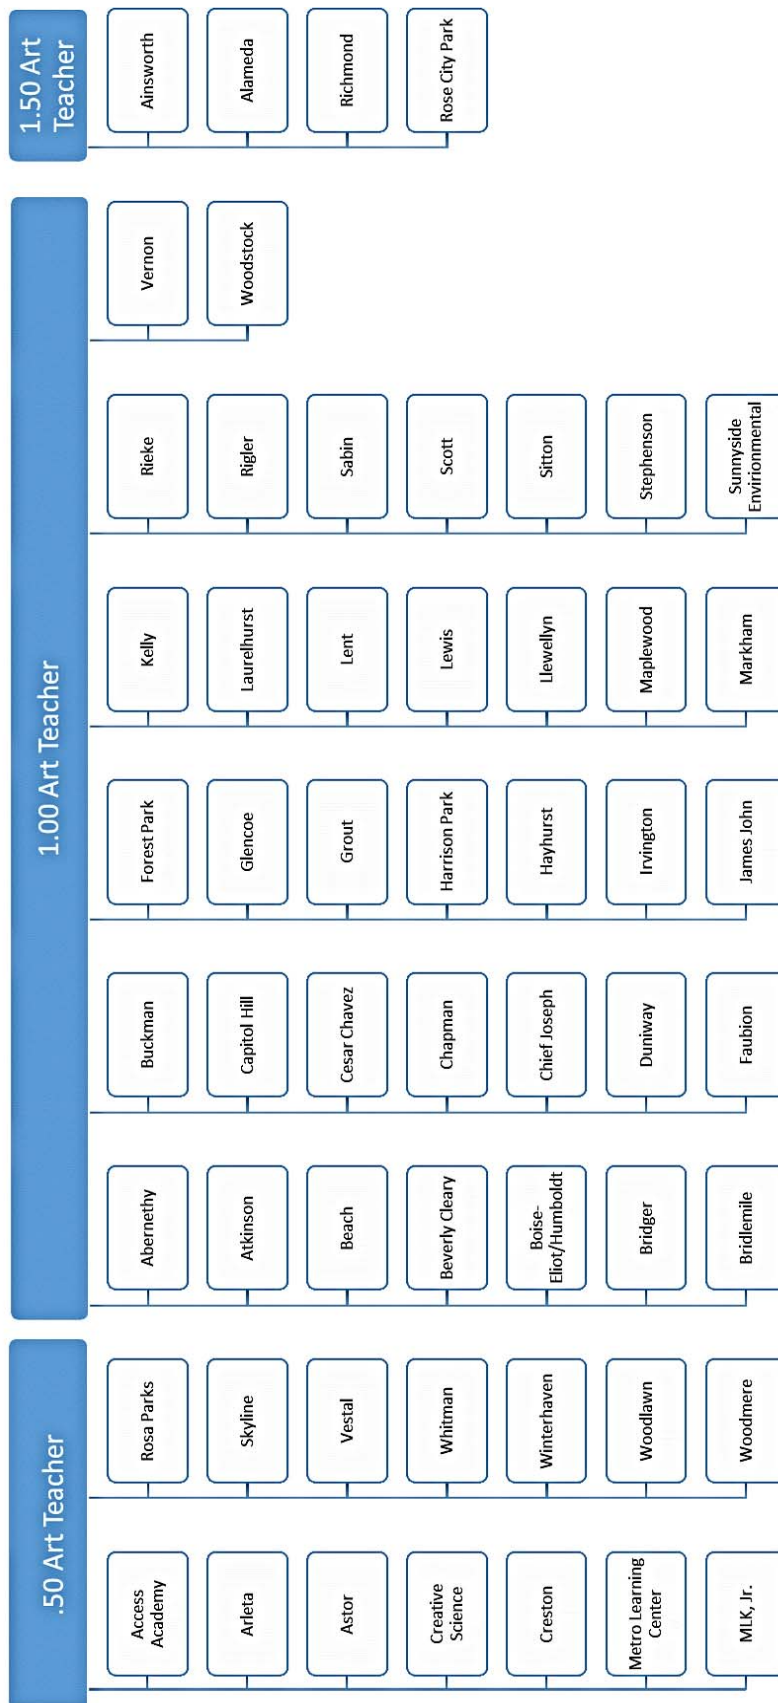 .50 Art Teacher
Access
Academy
Arleta
Astor
Creative
Science
Creston
Metro Learning
Center
MLK, Jr.
Rosa Parks
Skyline
Vestal
Whitman
Winterhaven
Woodlawn
Woodmere
1.00 Art Teacher
Abernethy
Atkinson
Beach
Beverly Cleary
Boise-
Eliot/Humboldt
Bridger
Bridlemile
Buckman
Capitol Hill
Cesar Chavez
Chapman
Chief Joseph
Duniway
Faubion
Forest Park
Glencoe
Grout
Harrison Park
Hayhurst
Irvington
James John
Kelly
Laurelhurst
Lent
Lewis
Llewellyn
Maplewood
Markham
Rieke
Rigler
Sabin
Scott
Sitton
Stephenson
Sunnyside
Envirionmental
Vernon
Woodstock
1.50 Art
Teacher
Ainsworth
Alameda
Richmond
Rose City Park